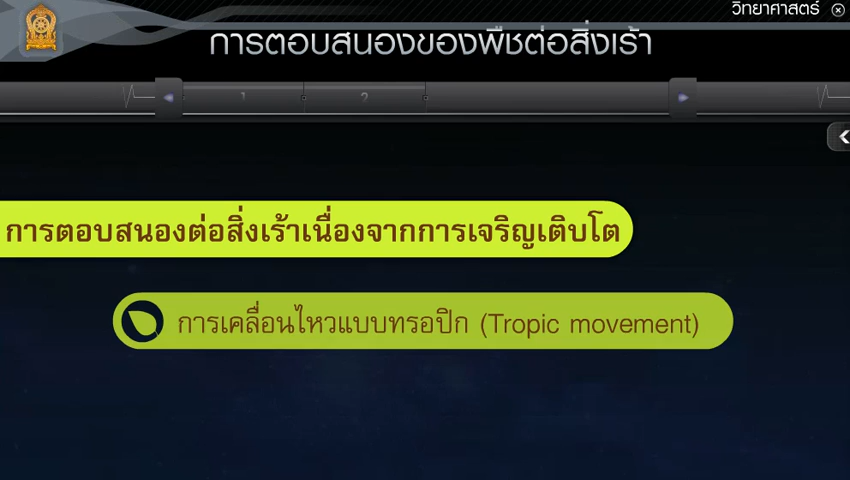 วิทยาศาสตร์
การตอบสนองของพืชต่อสิ่งเร้า
1 2
การตอบสนองต่อสิ่งเร้าเนื่องจากการเจริญเติบโต
การเคลื่อนไหวแบบทรอปิก (Tropic movement)